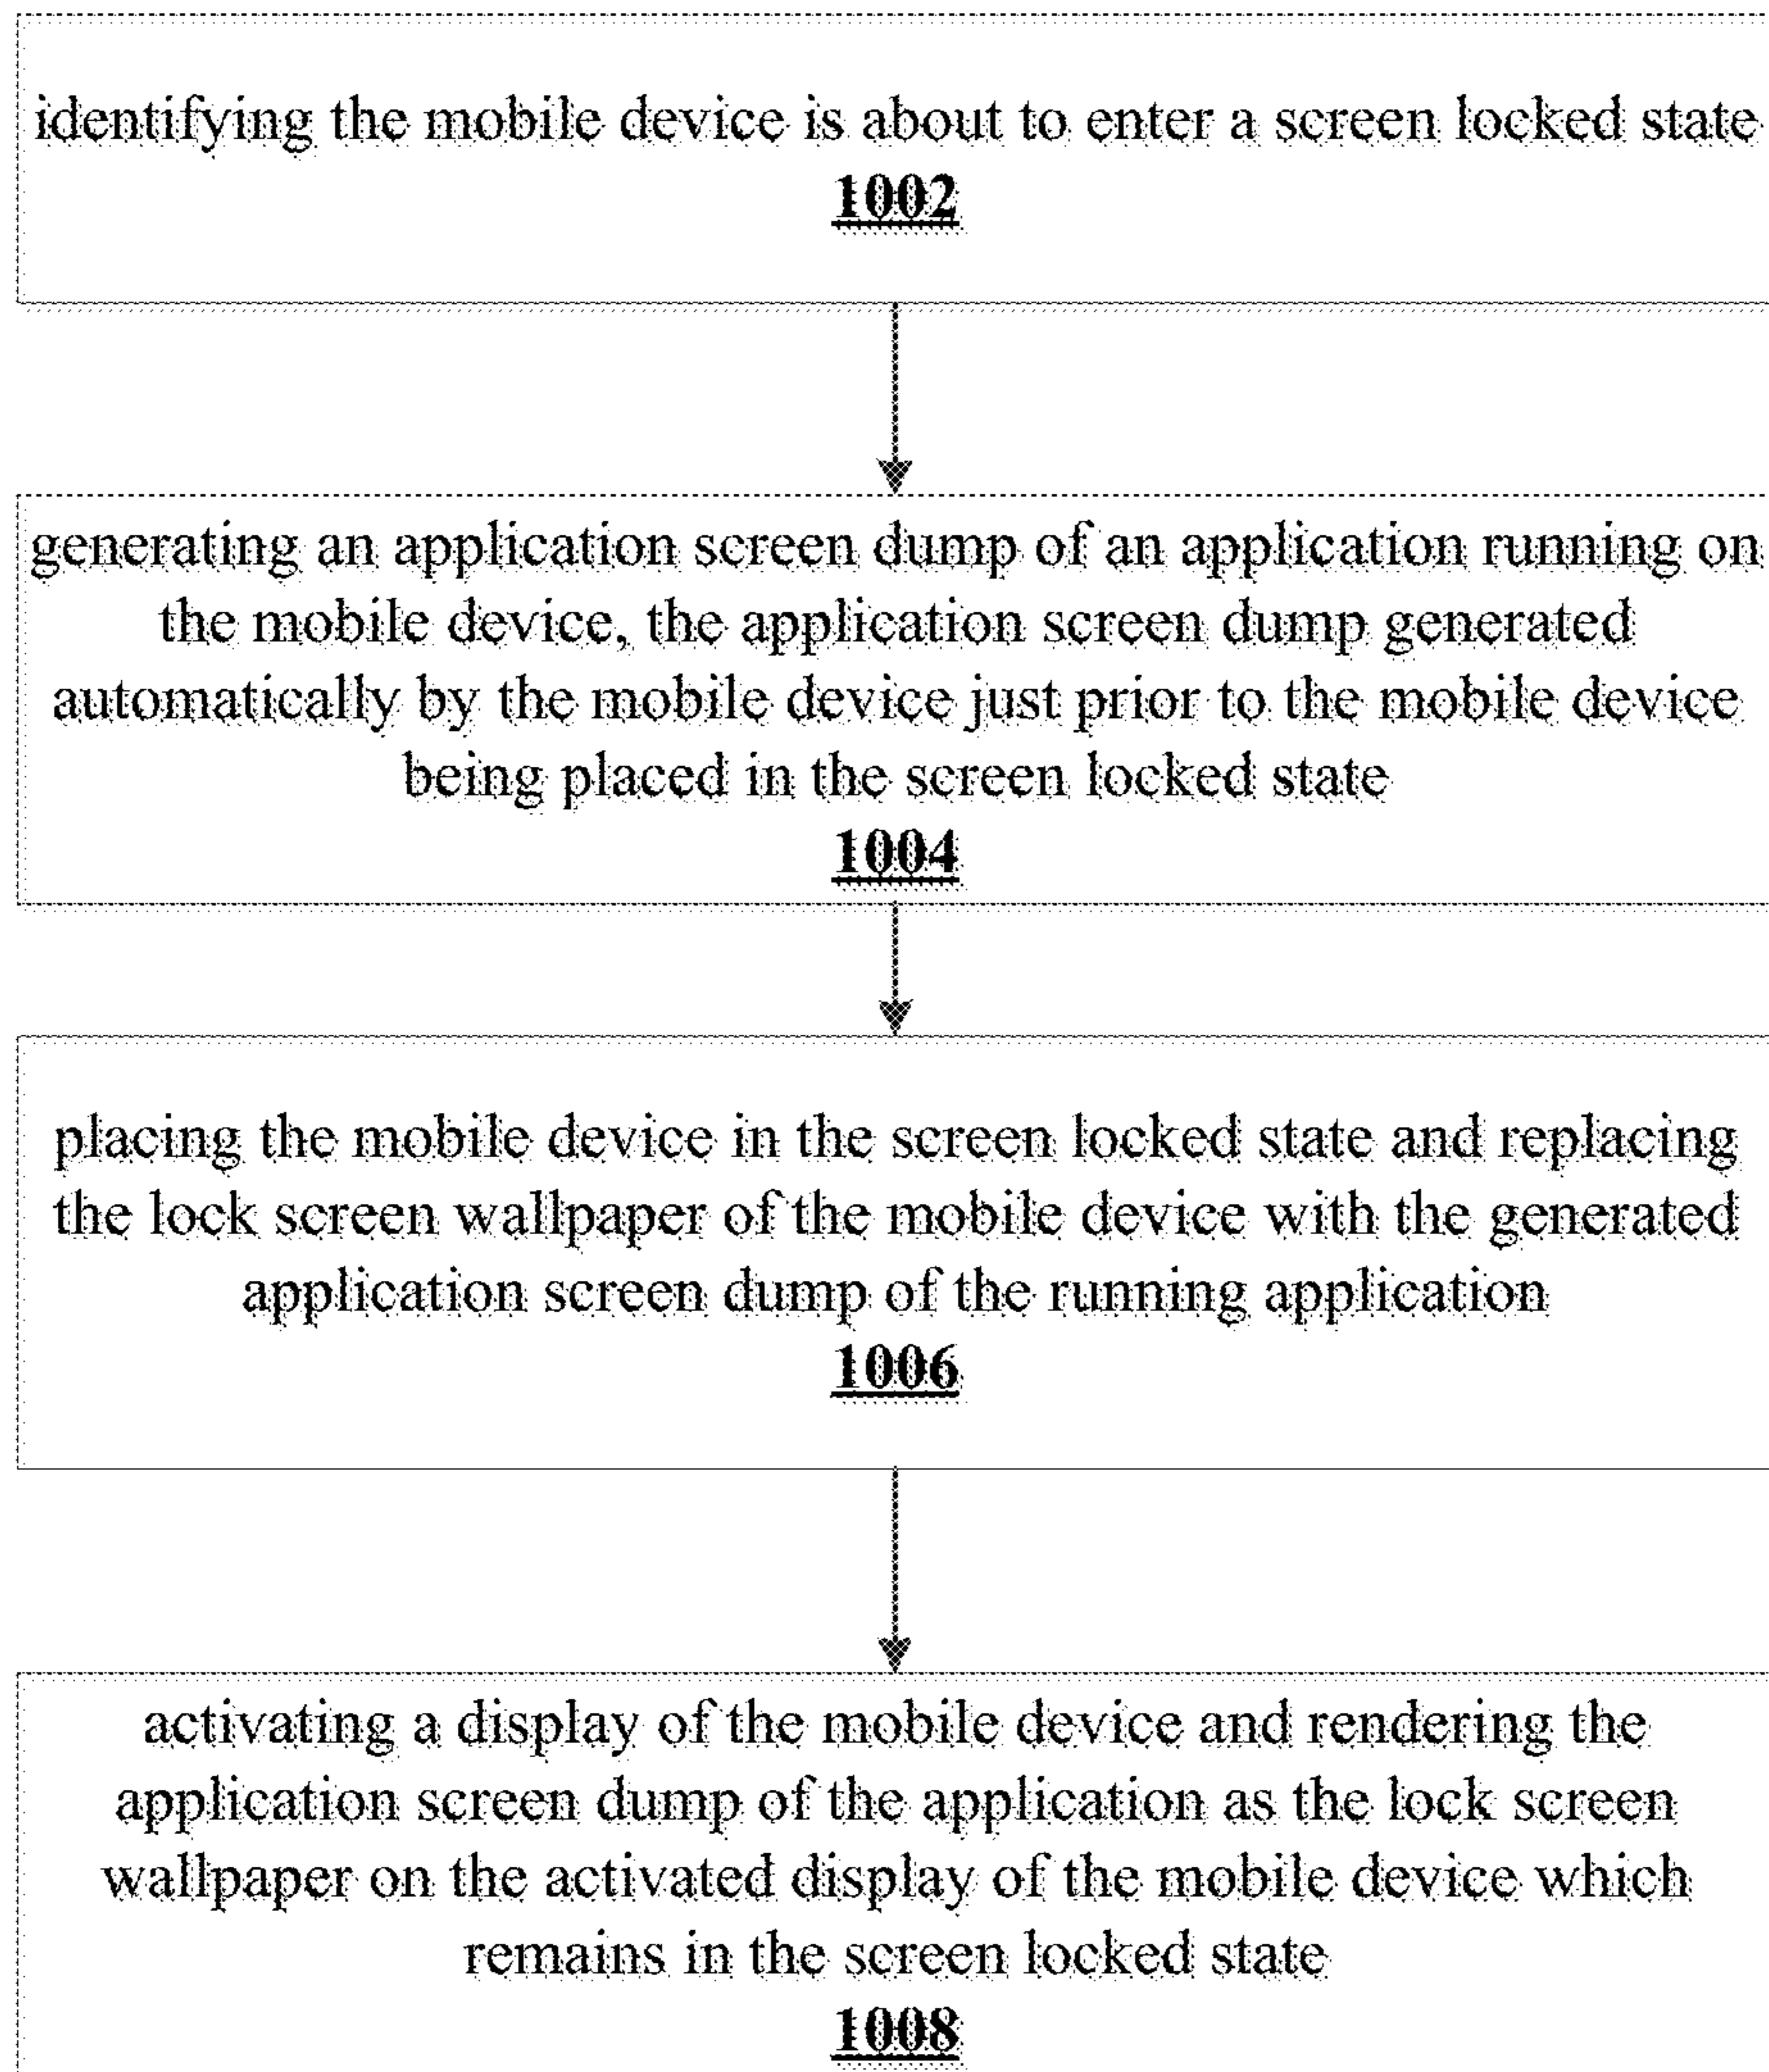 identifying the mobile device is about to enter a screen locked state
1002
generating an application screen dump of an application running on
the mobile device, the application screen dump generated
automatically by the mobile device just prior to the mobile device
being placed in the screen locked state
1004
placing the mobile device in the screen locked state and replacing
the lock screen wallpaper of the mobile device with the generated
application screen dump of the running application
1006
activating a display of the mobile device and rendering the
application screen dump of the application as the lock screen
wallpaper on the activated display of the mobile device which
remains in the screen locked state
1008